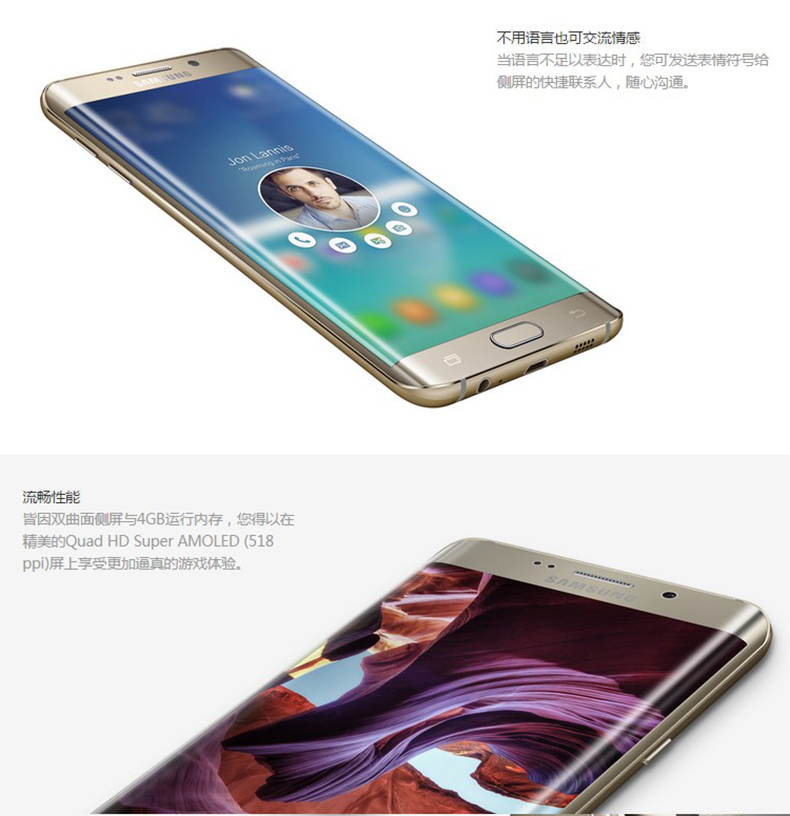 不用语言也可交流情感
当语言不足以表达时，您可发送表情符号给
侧屏的快捷联系人，随心沟通。
SAMSUNG
Jon Lannis
"Roaming in Paris"
流畅性能
皆因双曲面侧屏与4GB运行内存，您得以在
精美的Quad HD Super AMOLED (518
ppi)屏上享受更加逼真的游戏体验。
SAMSUNG